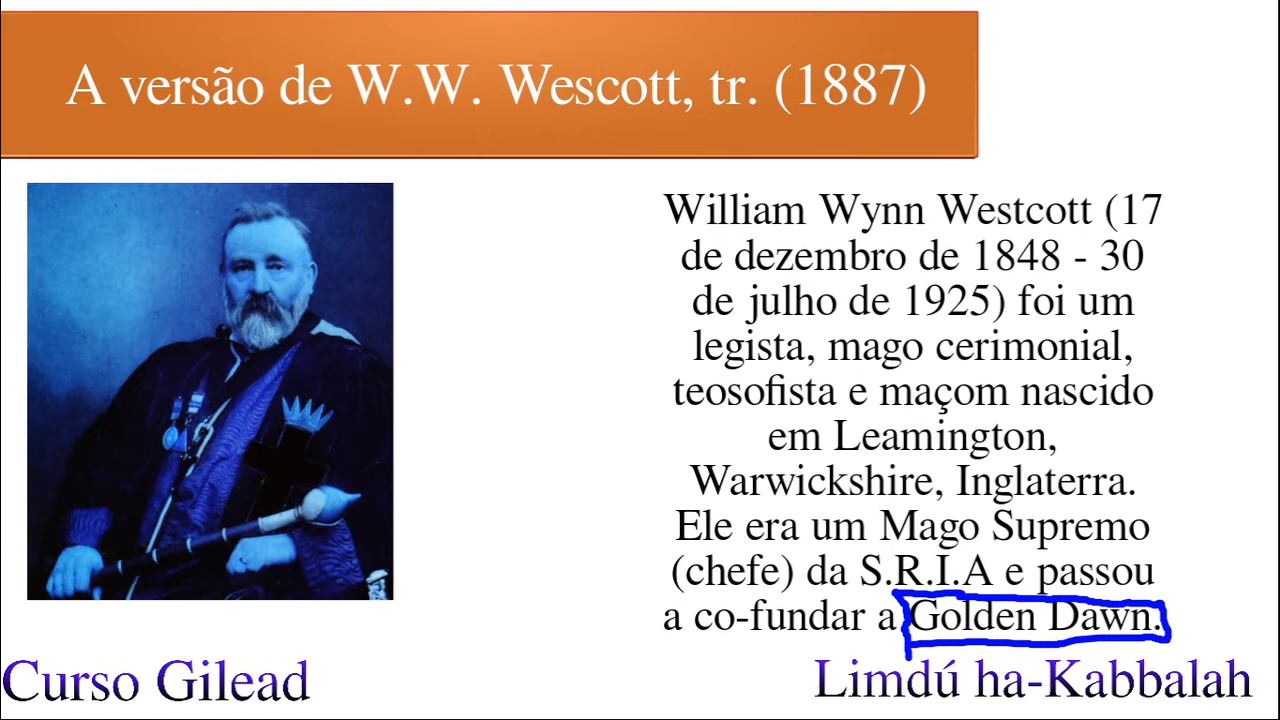 A versão de W.W. Wescott, tr. (1887)
William Wynn Westcott (17
de dezembro de 1848 - 30
de julho de 1925) foi um
legista, mago cerimonial,
teosofista e maçom nascido
em Leamington,
Warwickshire, Inglaterra.
Ele era um Mago Supremo
(chefe) da S.R.I.A e passou
a co-fundar a Golden Dawn.
Curso Gilead
Limdú ha-Kabbalah